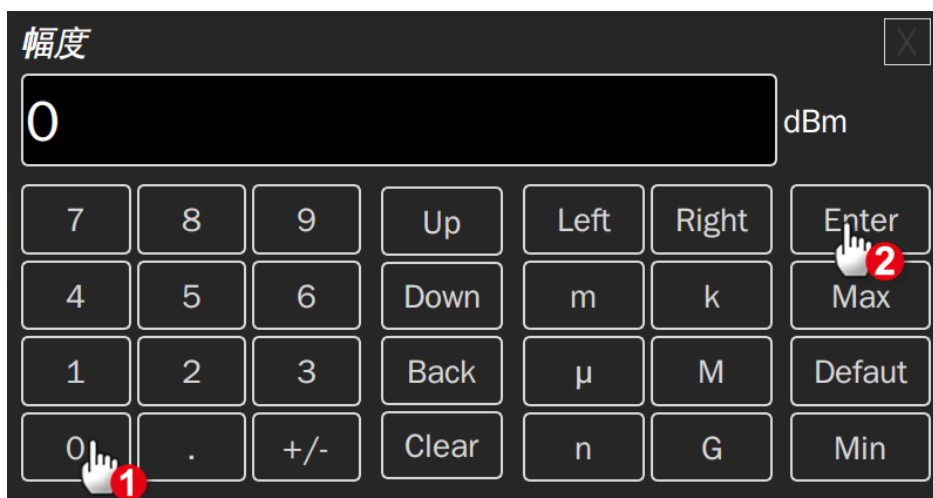 幅度 X
0 dBm
7 8 9 Up Left Right Enter
2
4 5 6 Down m k Max
1 2 3 Back μ M Defaut
0 . +/- Clear n G Min
1